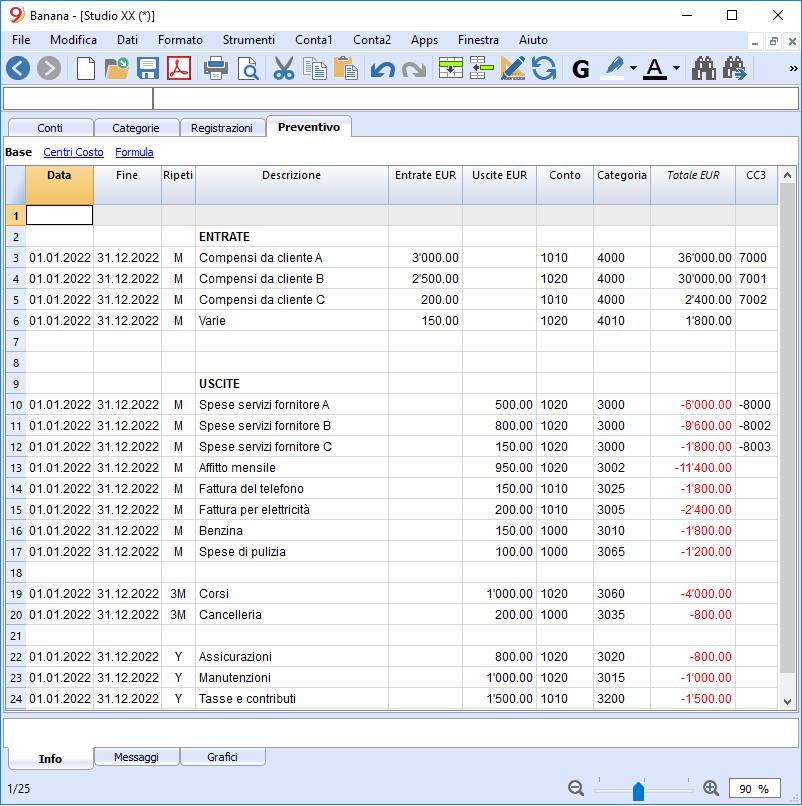 Banana - [Studio XX (*)]
File Modifica Dati Formato Strumenti Conta1 Conta2 Apps Finestra Aiuto
G A »
Conti Categorie Registrazioni Preventivo
Base Centri Costo Formula
Data Fine Ripeti Descrizione Entrate EUR Uscite EUR Conto Categoria Totale EUR CC3
1
2 ENTRATE
3 01.01.2022 31.12.2022 M Compensi da cliente A 3'000.00 1010 4000 36'000.00 7000
4 01.01.2022 31.12.2022 M Compensi da cliente B 2'500.00 1020 4000 30'000.00 7001
5 01.01.2022 31.12.2022 M Compensi da cliente C 200.00 1010 4000 2'400.00 7002
6 01.01.2022 31.12.2022 M Varie 150.00 1020 4010 1'800.00
7
8
9 USCITE
10 01.01.2022 31.12.2022 M Spese servizi fornitore A 500.00 1020 3000 -6'000.00 -8000
11 01.01.2022 31.12.2022 M Spese servizi fornitore B 800.00 1020 3000 -9'600.00 -8002
12 01.01.2022 31.12.2022 M Spese servizi fornitore C 150.00 1020 3000 -1'800.00 -8003
13 01.01.2022 31.12.2022 M Affitto mensile 950.00 1020 3002 -11'400.00
14 01.01.2022 31.12.2022 M Fattura del telefono 150.00 1010 3025 -1'800.00
15 01.01.2022 31.12.2022 M Fattura per elettricità 200.00 1010 3005 -2'400.00
16 01.01.2022 31.12.2022 M Benzina 150.00 1000 3010 -1'800.00
17 01.01.2022 31.12.2022 M Spese di pulizia 100.00 1000 3065 -1'200.00
18
19 01.01.2022 31.12.2022 3M Corsi 1'000.00 1020 3060 -4'000.00
20 01.01.2022 31.12.2022 3M Cancelleria 200.00 1000 3035 -800.00
21
22 01.01.2022 31.12.2022 Y Assicurazioni 800.00 1020 3020 -800.00
23 01.01.2022 31.12.2022 Y Manutenzioni 1'000.00 1020 3015 -1'000.00
24 01.01.2022 31.12.2022 Y Tasse e contributi 1'500.00 1010 3200 -1'500.00
Info Messaggi Grafici
1/25 90 %